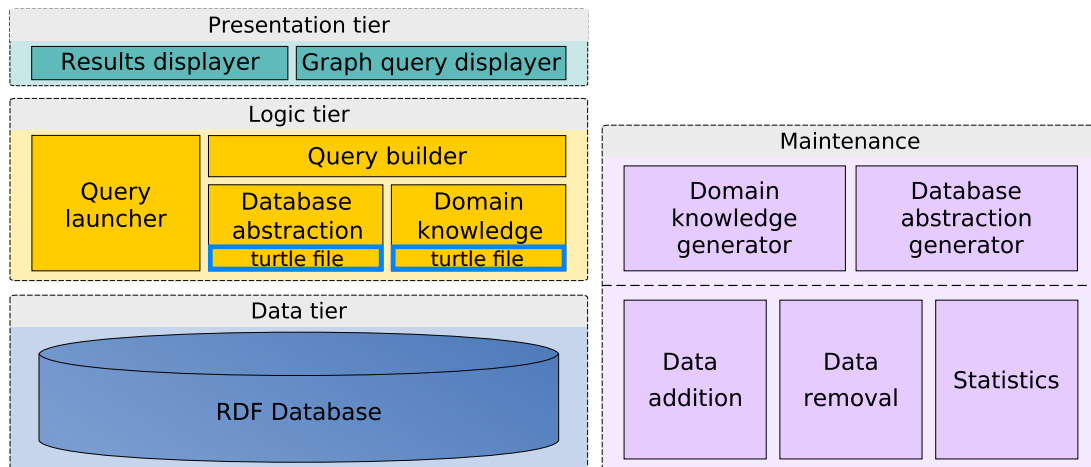 Presentation tier
Results displayer
Graph query displayer
Logic tier
Query
launcher
Query builder
Database
abstraction
turtle file
Domain
knowledge
turtle file
Data tier
RDF Database
Maintenance
Domain
knowledge
generator
Database
abstraction
generator
Data
addition
Data
removal
Statistics